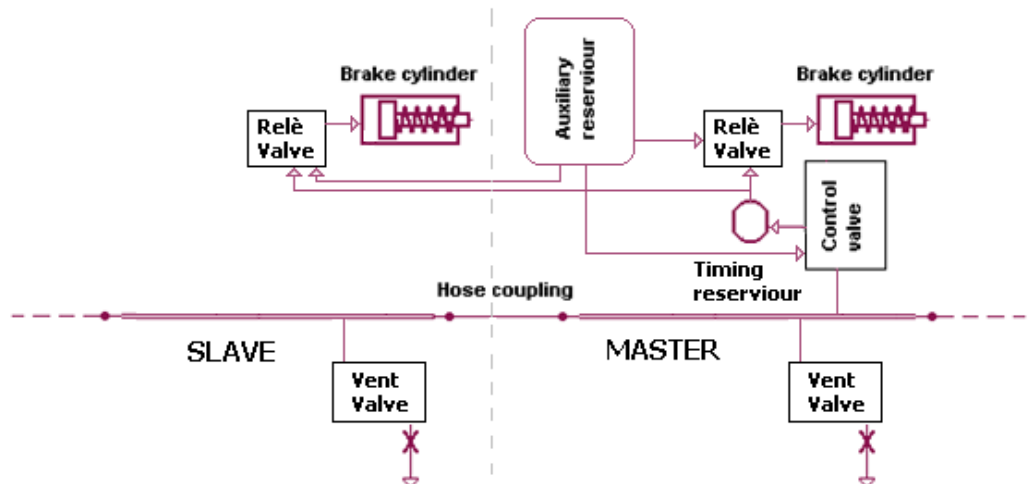 Brake cylinder
Relè
Valve
Auxiliary
reserviour
Brake cylinder
Relè
Valve
Control
valve
Timing
reserviour
Hose coupling
SLAVE
MASTER
Vent
Valve
Vent
Valve